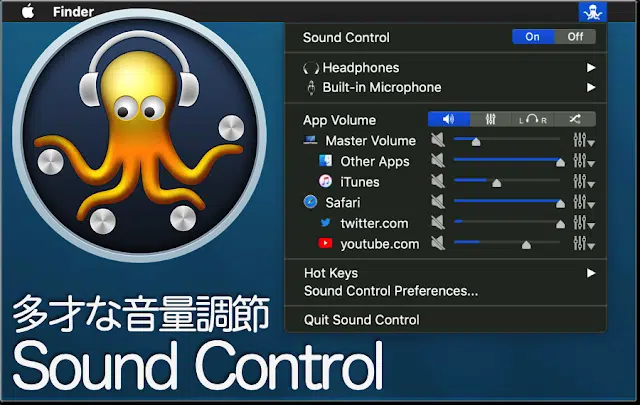 Finder
Sound Control On Off
Headphones
Built-in Microphone
App Volume L R
Master Volume
Other Apps
iTunes
Safari
twitter.com
youtube.com
Hot Keys
Sound Control Preferences...
Quit Sound Control
多才な音量調節
Sound Control